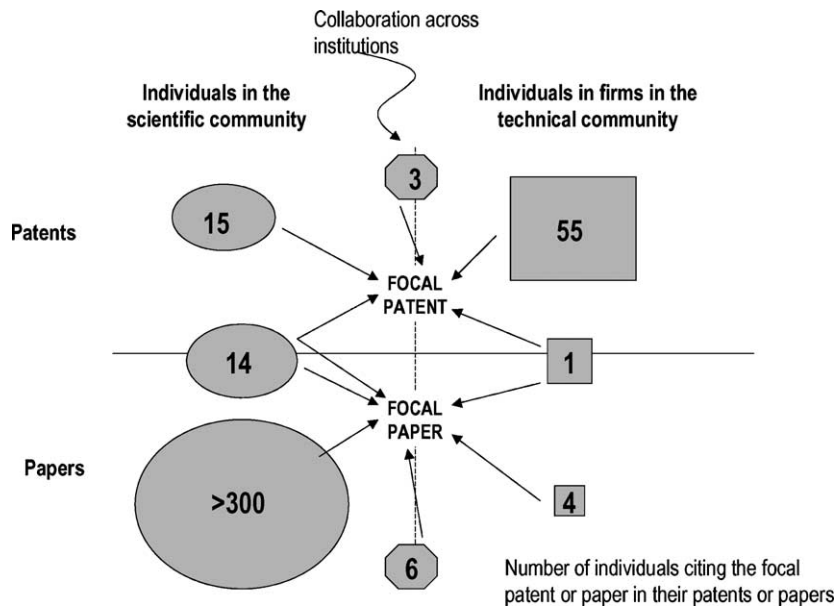 Collaboration across
institutions
Individuals in the
scientific community
Individuals in firms in the
technical community
3
15
55
Patents
FOCAL
PATENT
14
1
FOCAL
PAPER
Papers
>300
4
6
Number of individuals citing the focal
patent or paper in their patents or papers